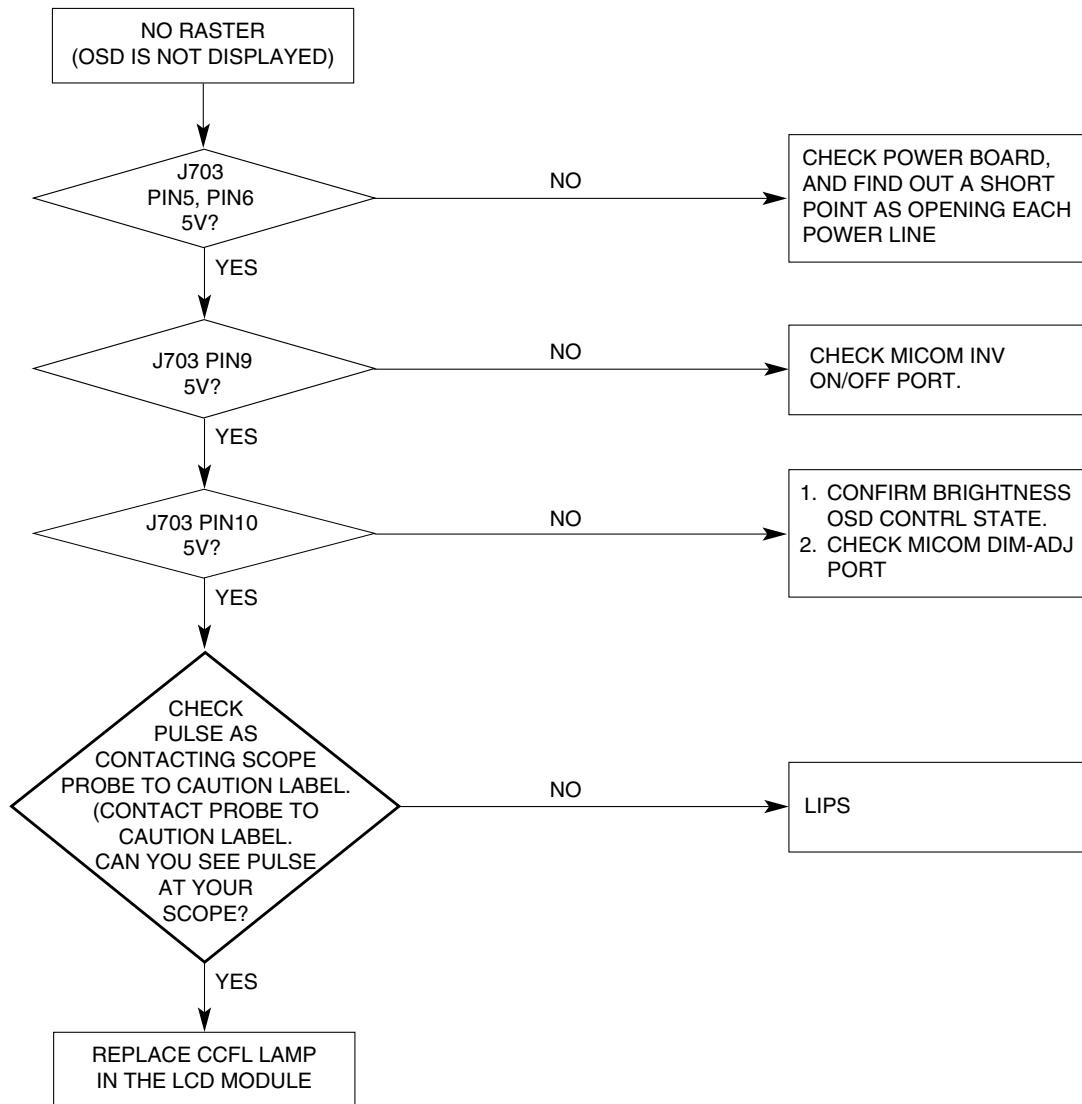 NO RASTER
(OSD IS NOT DISPLAYED)
J703
PIN5, PIN6
5V?
NO
CHECK POWER BOARD,
AND FIND OUT A SHORT
POINT AS OPENING EACH
POWER LINE
YES
J703 PIN9
5V?
NO
CHECK MICOM INV
ON/OFF PORT.
YES
J703 PIN10
5V?
NO
1. CONFIRM BRIGHTNESS
OSD CONTRL STATE.
2. CHECK MICOM DIM-ADJ
PORT
YES
CHECK
PULSE AS
CONTACTING SCOPE
PROBE TO CAUTION LABEL.
(CONTACT PROBE TO
CAUTION LABEL.
CAN YOU SEE PULSE
AT YOUR
SCOPE?
NO
LIPS
YES
REPLACE CCFL LAMP
IN THE LCD MODULE